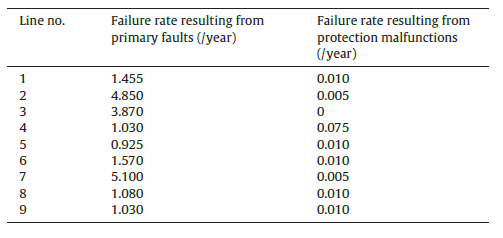 Line no. Failure rate resulting from primary faults (/year) Failure rate resulting from protection malfunctions (/year)
1 1.455 0.010
2 4.850 0.005
3 3.870 0
4 1.030 0.075
5 0.925 0.010
6 1.570 0.010
7 5.100 0.005
8 1.080 0.010
9 1.030 0.010